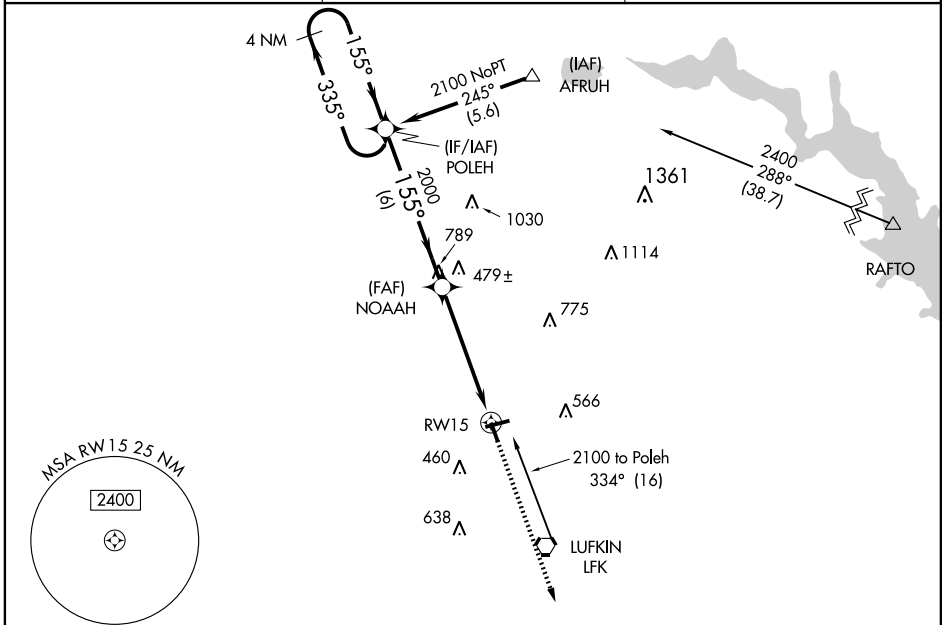 4 NM
155°
335°
2100 NoPT
245°
(5.6)
(IAF)
AFRUH
(IF/IAF)
POLEH
2000
155°
(6)
2400
288°
(38.7)
1361
1030
789
479±
1114
RAFTO
(FAF)
NOAAH
775
566
RW15
460
2100 to Poleh
334° (16)
638
LUFKIN
LFK
MSA RW15 25 NM
2400